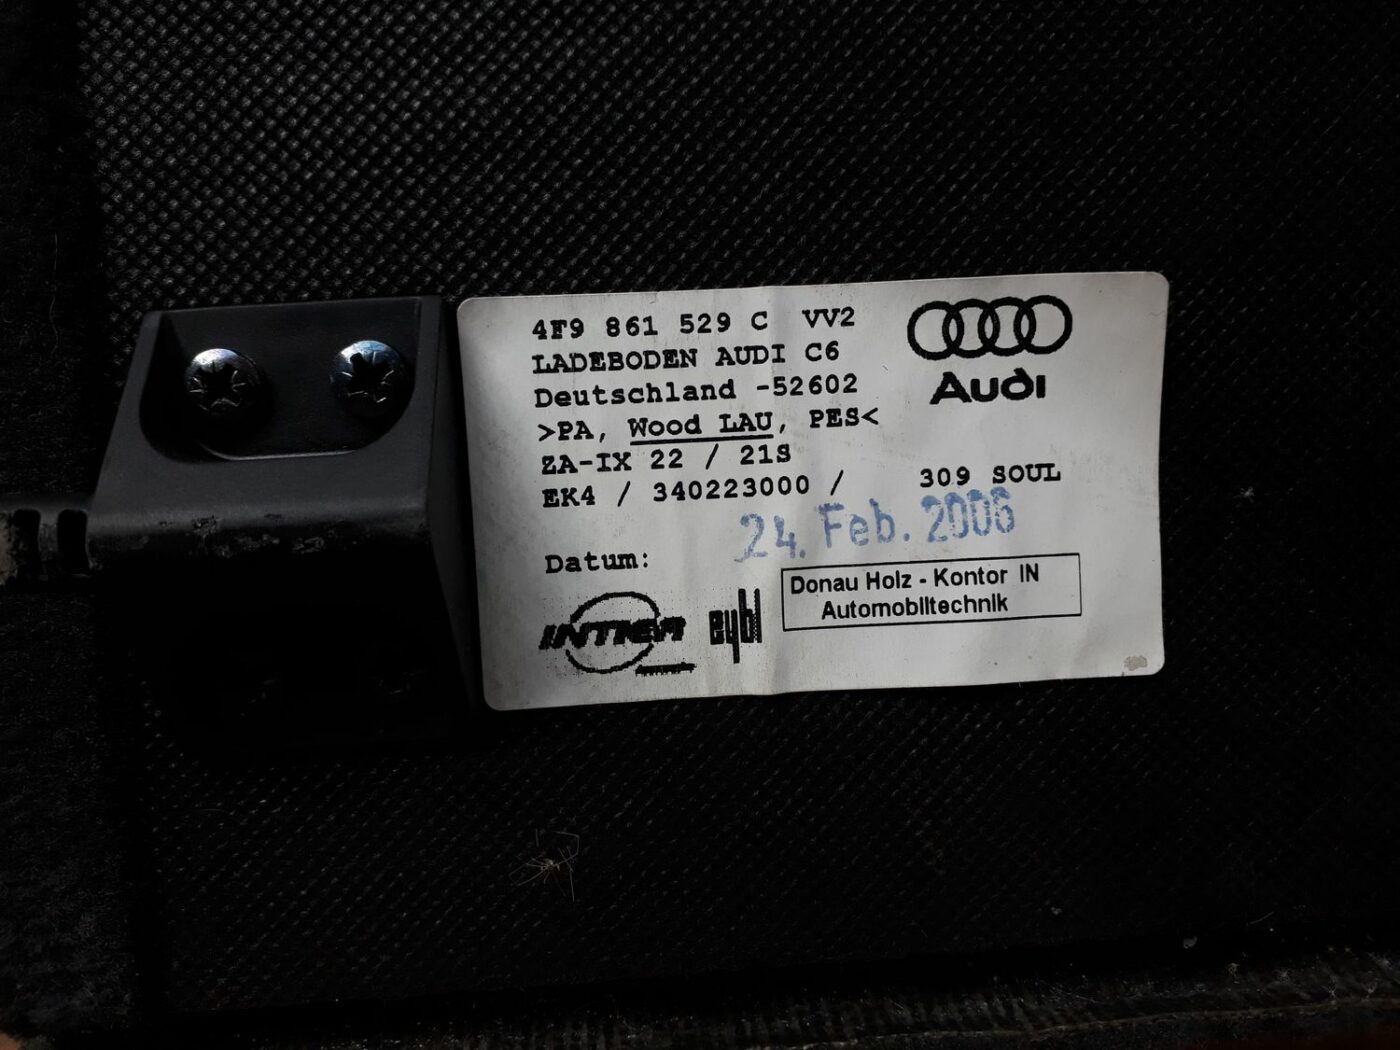 4F9 861 529 C VV2
LADEBODEN AUDI C6
Deutschland -52602
>PA, Wood LAU, PES<
ZA-IX 22 / 21S
EK4 / 340223000 / 309 SOUL
24. Feb. 2006
Datum:
Audi
INTIER eybl
Donau Holz - Kontor IN
Automobiltechnik